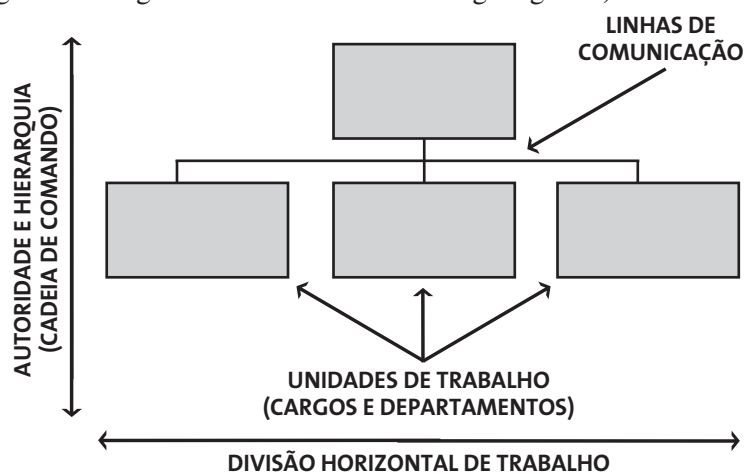 LINHAS DE
COMUNICAÇÃO
AUTORIDADE E HIERARQUIA
(CADEIA DE COMANDO)
UNIDADES DE TRABALHO
(CARGOS E DEPARTAMENTOS)
DIVISÃO HORIZONTAL DE TRABALHO